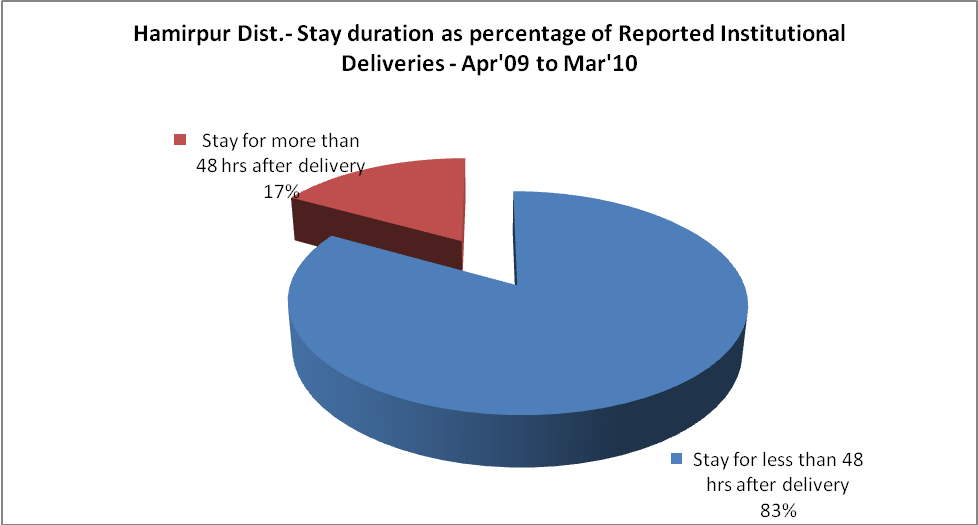 Hamirpur Dist.- Stay duration as percentage of Reported Institutional
Deliveries - Apr'09 to Mar'10
Stay for more than
48 hrs after delivery
17%
Stay for less than 48
hrs after delivery
83%